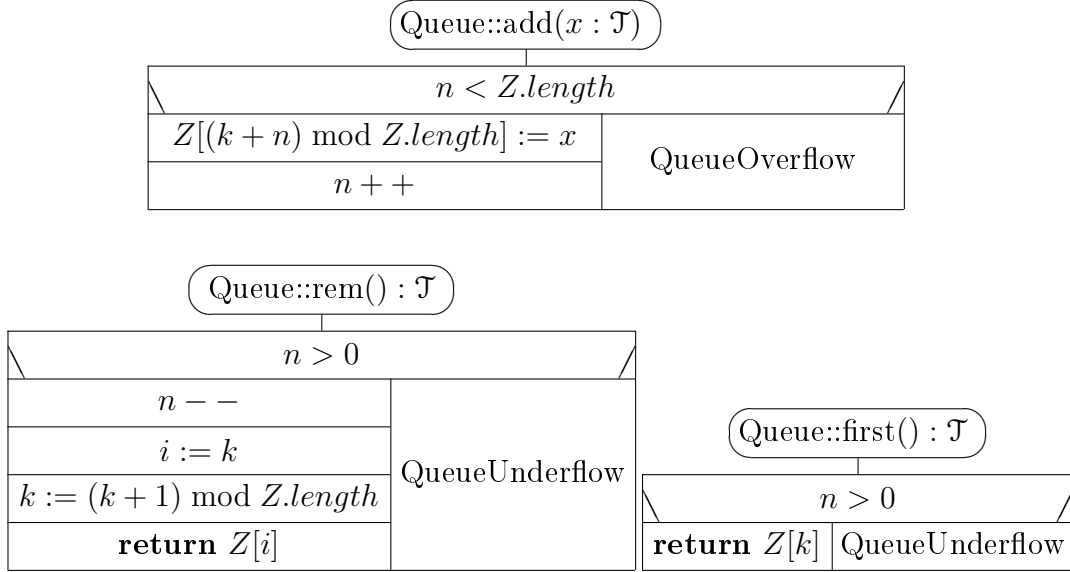 Queue::add(x : 𝒯)
n < Z.length
Z[(k + n) mod Z.length] := x
n + +
QueueOverflow
Queue::rem() : 𝒯
n > 0
n − −
i := k
k := (k + 1) mod Z.length
return Z[i]
QueueUnderflow
Queue::first() : 𝒯
n > 0
return Z[k]
QueueUnderflow